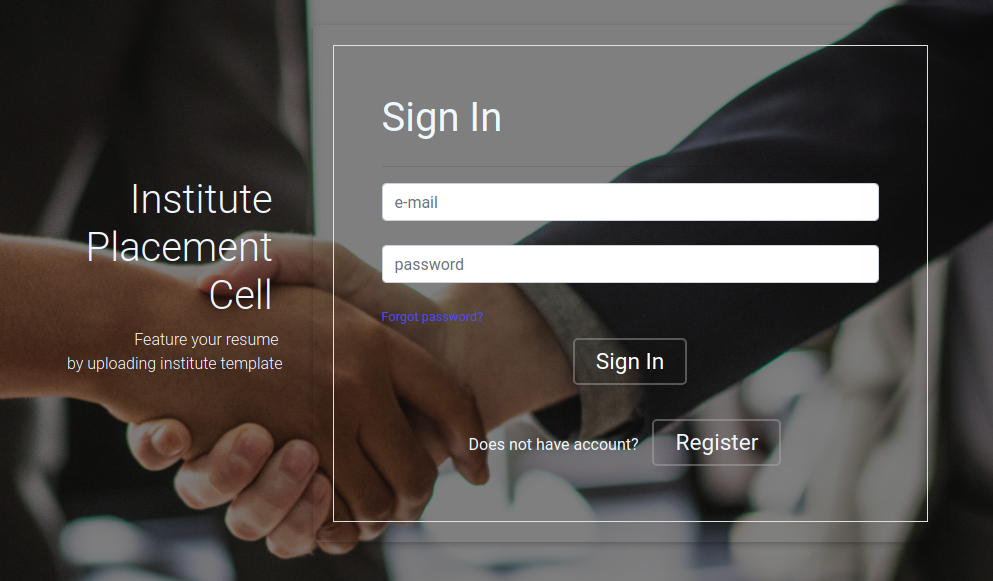 Institute
Placement
Cell
Feature your resume
by uploading institute template
Sign In
e-mail
password
Forgot password?
Sign In
Does not have account?
Register